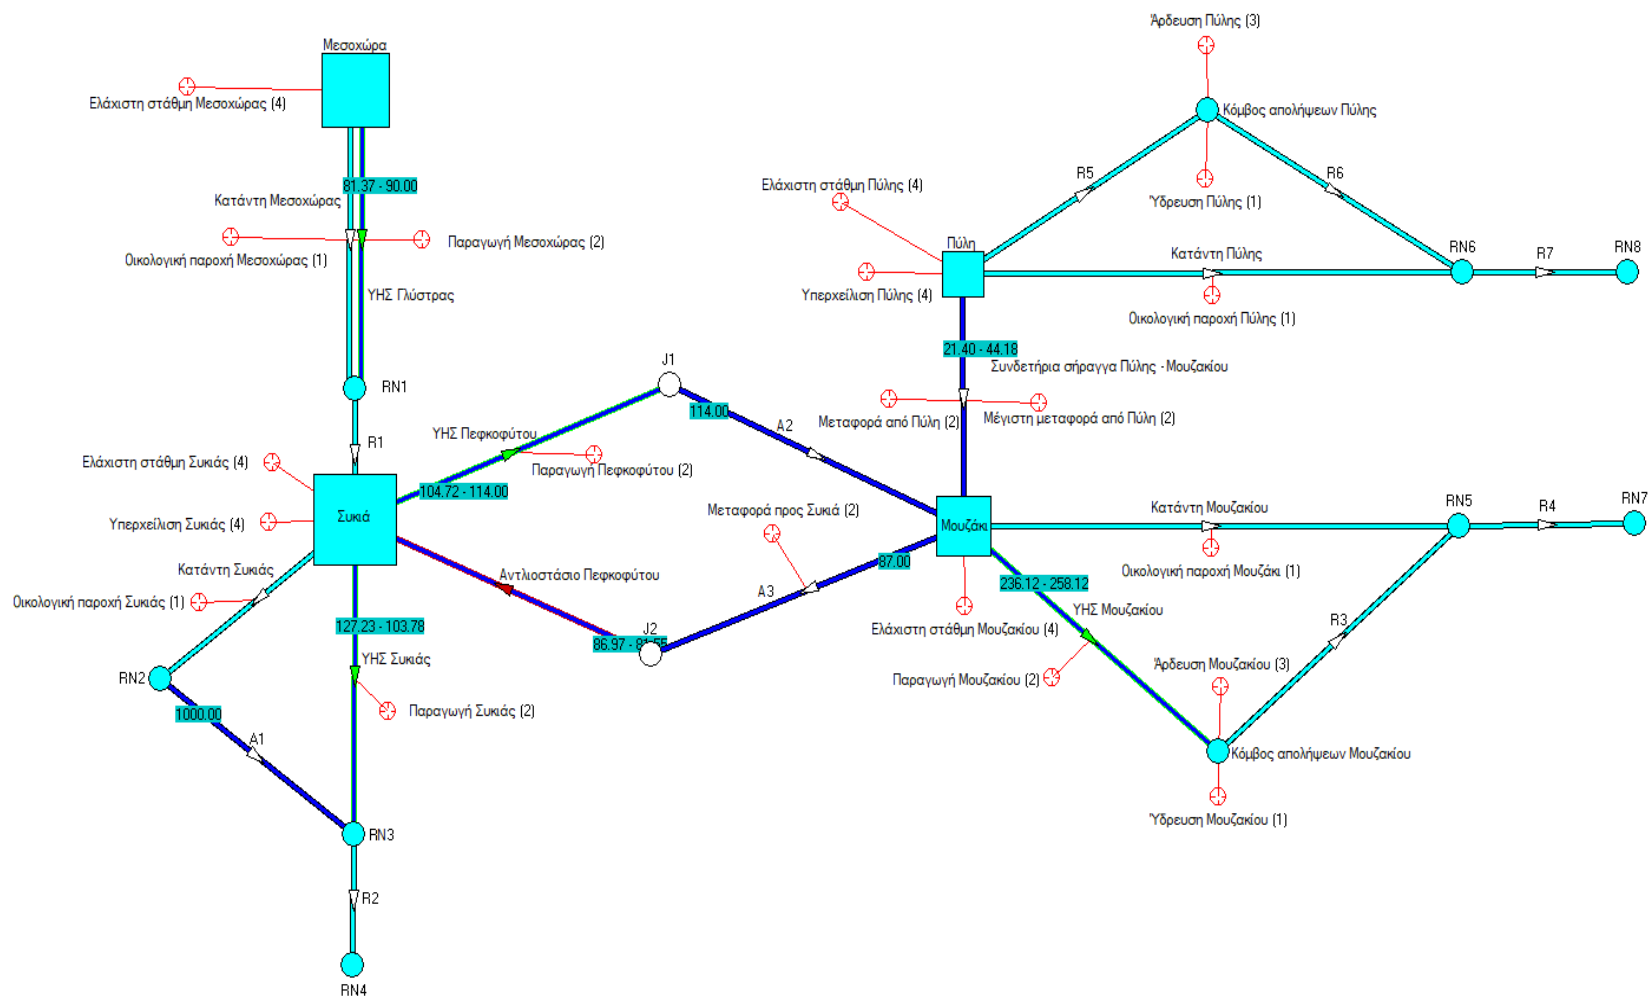 Μεσοχώρα
Ελάχιστη στάθμη Μεσοχώρας (4)
81.37 - 90.00
Κατάντη Μεσοχώρας
Παραγωγή Μεσοχώρας (2)
Οικολογική παροχή Μεσοχώρας (1)
ΥΗΣ Γλύστρας
RN1
R1
Ελάχιστη στάθμη Συκιάς (4)
Υπερχείλιση Συκιάς (4)
Συκιά
Κατάντη Συκιάς
Οικολογική παροχή Συκιάς (1)
127.23 - 103.78
ΥΗΣ Συκιάς
RN2
1000.00
Παραγωγή Συκιάς (2)
A1
RN3
R2
RN4
J1
114.00
A2
ΥΗΣ Πεφκοφύτου
Παραγωγή Πεφκοφύτου (2)
104.72 - 114.00
Μεταφορά προς Συκιά (2)
Αντλιοστάσιο Πεφκοφύτου
87.00
A3
J2
Άρδευση Πύλης (3)
Κόμβος απολήψεων Πύλης
R5
R6
Ελάχιστη στάθμη Πύλης (4)
Ύδρευση Πύλης (1)
Πύλη
Κατάντη Πύλης
RN6
R7
RN8
Υπερχείλιση Πύλης (4)
Οικολογική παροχή Πύλης (1)
21.40 - 44.18
Συνδετήρια σήραγγα Πύλης - Μουζακίου
Μεταφορά από Πύλη (2)
Μέγιστη μεταφορά από Πύλη (2)
Μουζάκι
Κατάντη Μουζακίου
RN5
R4
RN7
Οικολογική παροχή Μουζάκι (1)
236.12 - 258.12
ΥΗΣ Μουζακίου
Ελάχιστη στάθμη Μουζακίου (4)
R3
Παραγωγή Μουζακίου (2)
Άρδευση Μουζακίου (3)
Κόμβος απολήψεων Μουζακίου
Ύδρευση Μουζακίου (1)